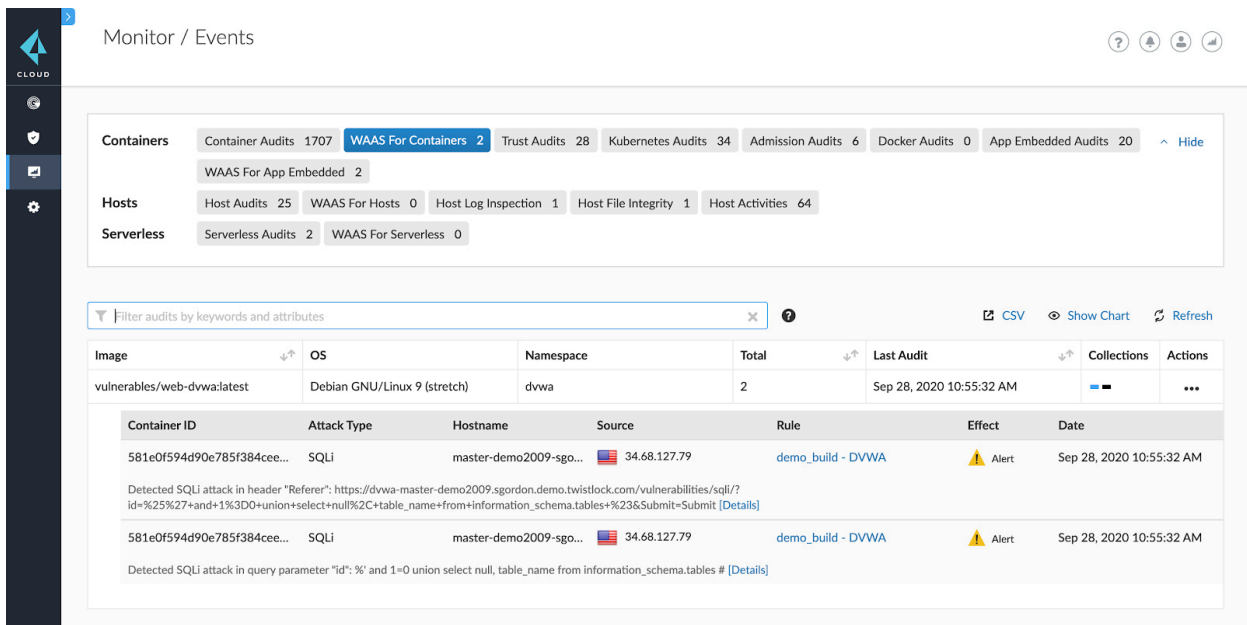 Monitor / Events
CLOUD
Containers Container Audits 1707 WAAS For Containers 2 Trust Audits 28 Kubernetes Audits 34 Admission Audits 6 Docker Audits 0 App Embedded Audits 20 Hide
WAAS For App Embedded 2
Hosts Host Audits 25 WAAS For Hosts 0 Host Log Inspection 1 Host File Integrity 1 Host Activities 64
Serverless Serverless Audits 2 WAAS For Serverless 0
Filter audits by keywords and attributes CSV Show Chart Refresh
Image OS Namespace Total Last Audit Collections Actions
vulnerables/web-dvwa:latest Debian GNU/Linux 9 (stretch) dvwa 2 Sep 28, 2020 10:55:32 AM
Container ID Attack Type Hostname Source Rule Effect Date
581e0f594d90e785f384cee... SQLi master-demo2009-sgo... 34.68.127.79 demo_build - DVWA Alert Sep 28, 2020 10:55:32 AM
Detected SQLi attack in header "Referer": https://dvwa-master-demo2009.sgordon.demo.twistlock.com/vulnerabilities/sqli/?
id=%25%27+and+1%3D0+union+select+null%2C+table_name+from+information_schema.tables+%23&Submit=Submit [Details]
581e0f594d90e785f384cee... SQLi master-demo2009-sgo... 34.68.127.79 demo_build - DVWA Alert Sep 28, 2020 10:55:32 AM
Detected SQLi attack in query parameter "id": %' and 1=0 union select null, table_name from information_schema.tables # [Details]